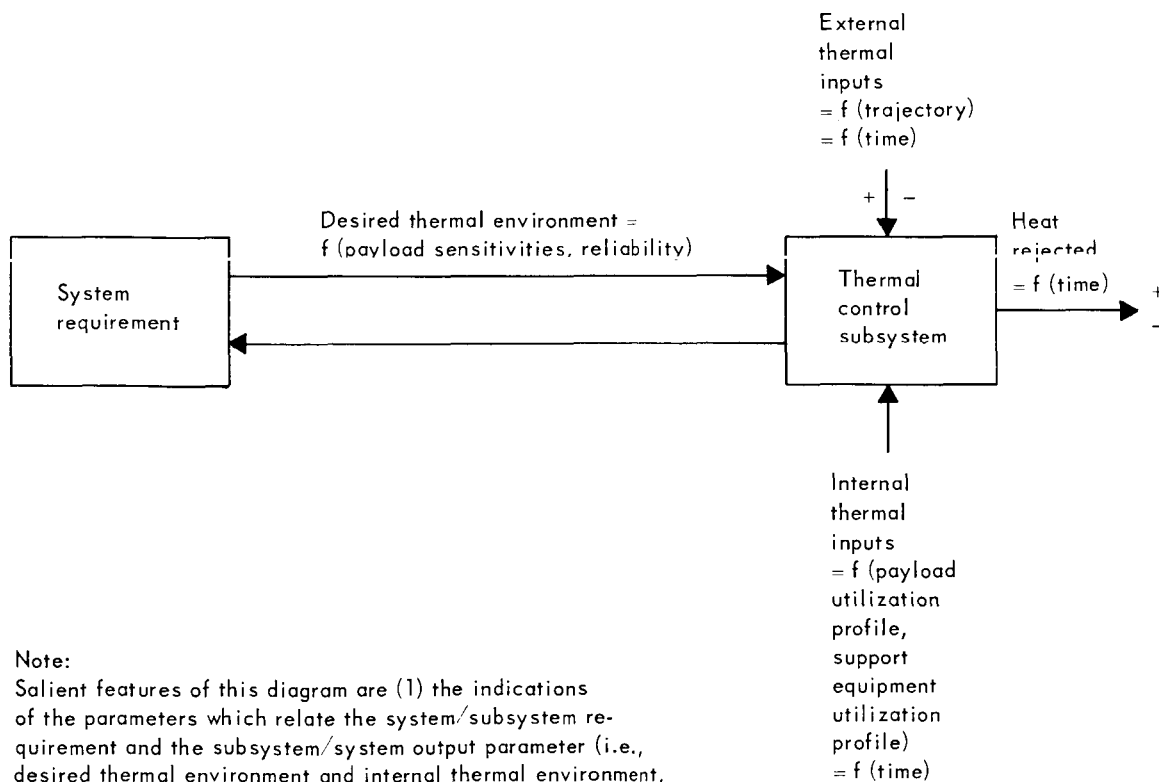 External
thermal
inputs
= f (trajectory)
= f (time)
+ –
Desired thermal environment =
f (payload sensitivities, reliability)
Heat
rejected
= f (time)
+
–
System
requirement
Thermal
control
subsystem
Internal
thermal
inputs
= f (payload
utilization
profile,
support
equipment
utilization
profile)
= f (time)
Note:
Salient features of this diagram are (1) the indications
of the parameters which relate the system/subsystem re-
quirement and the subsystem/system output parameter (i.e.,
desired thermal environment and internal thermal environment,